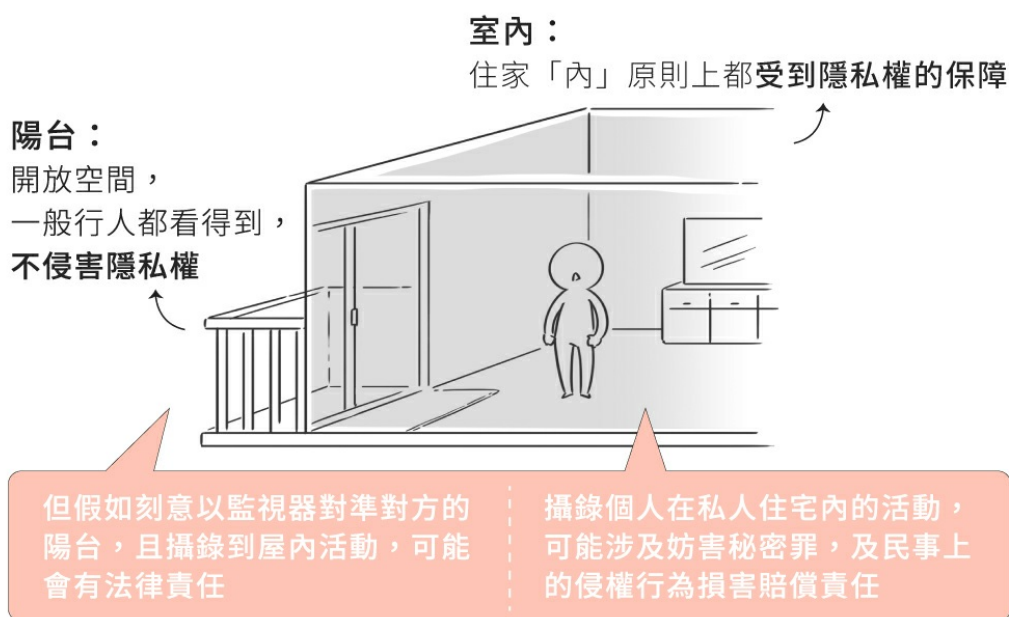 室內：
住家「內」原則上都受到隱私權的保障
陽台：
開放空間，
一般行人都看得到，
不侵害隱私權
但假如刻意以監視器對準對方的
陽台，且攝錄到屋內活動，可能
會有法律責任
攝錄個人在私人住宅內的活動，
可能涉及妨害秘密罪，及民事上
的侵權行為損害賠償責任